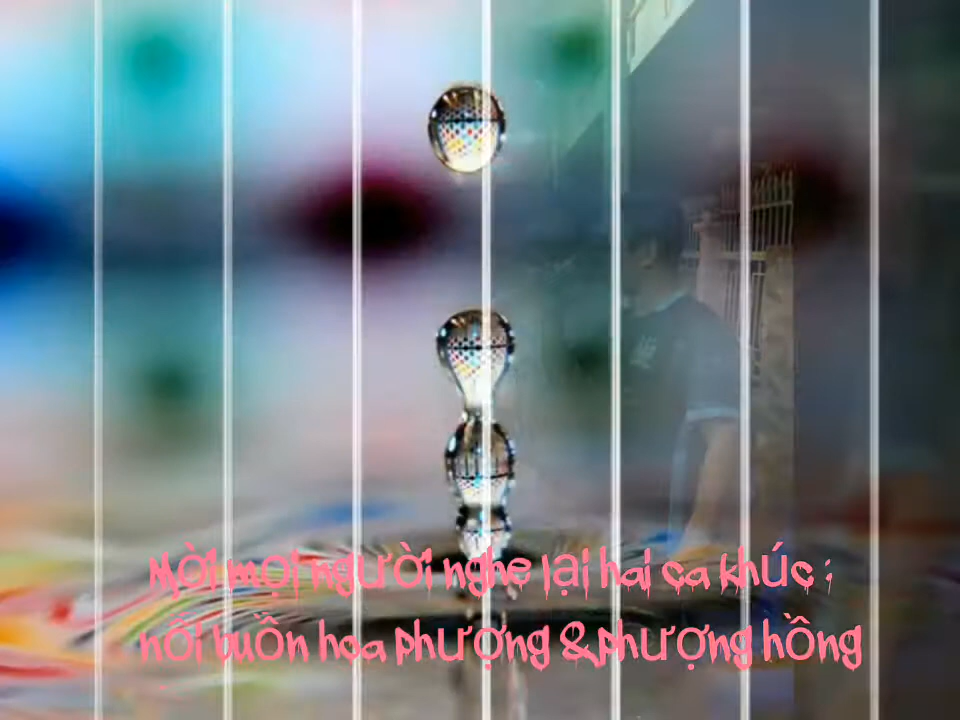 Mời mọi người nghe lại hai ca khúc :
nỗi buồn hoa phượng & phượng hồng